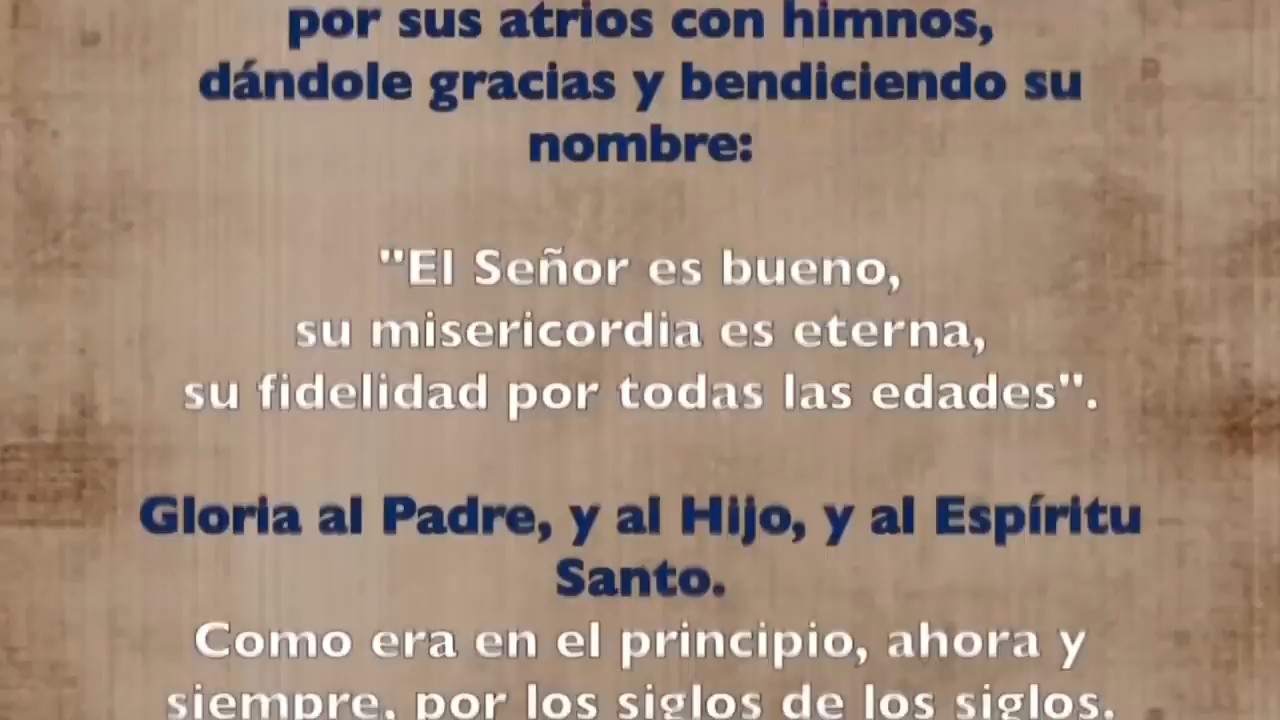 por sus atrios con himnos,
dándole gracias y bendiciendo su
nombre:
"El Señor es bueno,
su misericordia es eterna,
su fidelidad por todas las edades".
Gloria al Padre, y al Hijo, y al Espíritu
Santo.
Como era en el principio, ahora y
siempre, por los siglos de los siglos.